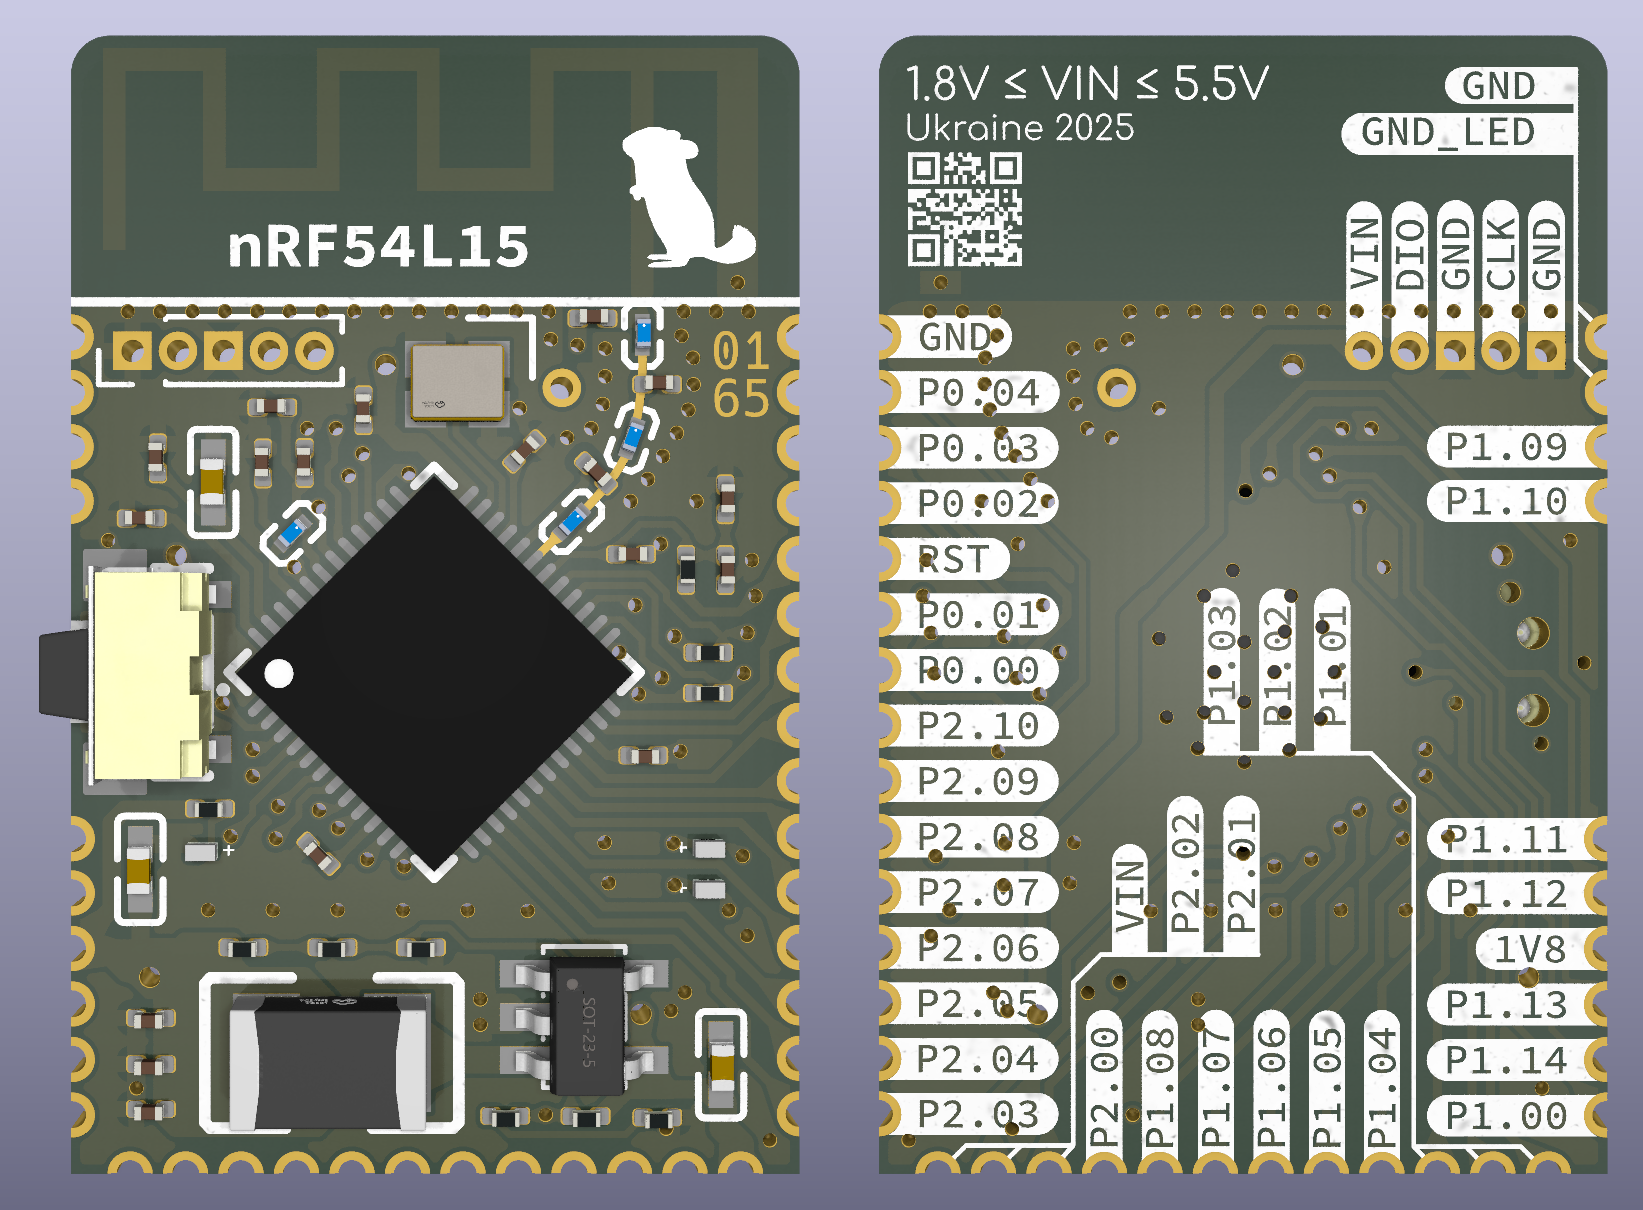 nRF54L15
01
65
+
+
+
SOT-23-5
1.8V ≤ VIN ≤ 5.5V
Ukraine 2025
GND
GND_LED
VIN
DIO
GND
CLK
GND
GND
P0.04
P0.03
P0.02
RST
P0.01
P0.00
P2.10
P2.09
P2.08
P2.07
P2.06
P2.05
P2.04
P2.03
P1.09
P1.10
P1.03
P1.02
P1.01
VIN
P2.02
P2.01
P1.11
P1.12
1V8
P1.13
P1.14
P1.00
P2.00
P1.08
P1.07
P1.06
P1.05
P1.04